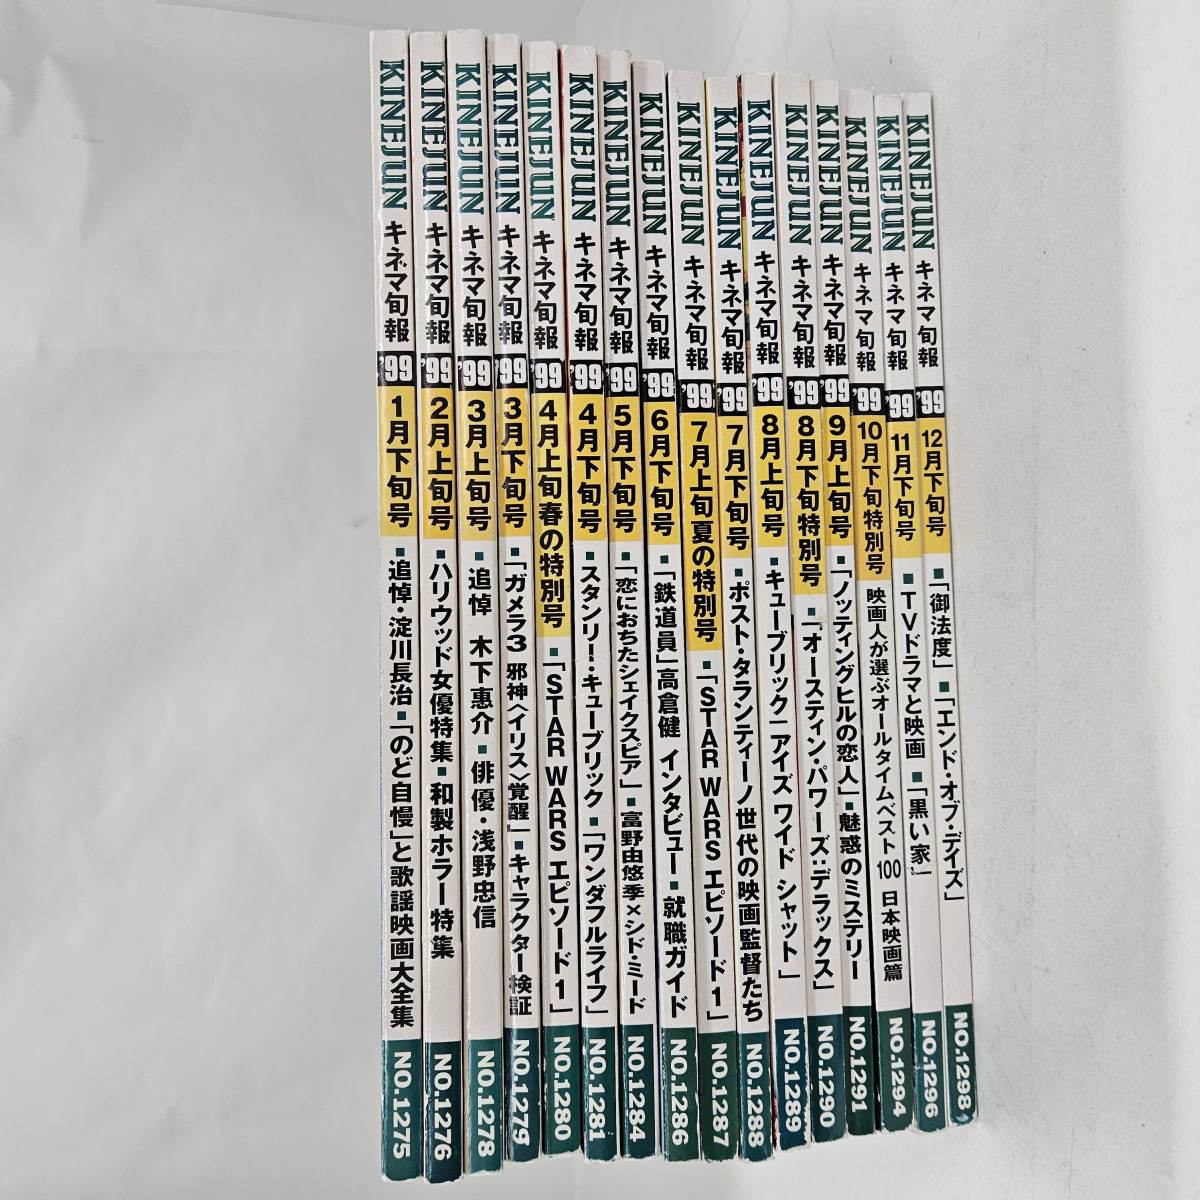 KINEJUN キネマ旬報 '99 1月下旬号 ■追悼・淀川長治 ■「のど自慢」と歌謡映画大全集 NO.1275
KINEJUN キネマ旬報 '99 2月上旬号 ■ハリウッド女優特集 ■和製ホラー特集 NO.1276
KINEJUN キネマ旬報 '99 3月上旬号 ■追悼 木下惠介 ■俳優・浅野忠信 NO.1278
KINEJUN キネマ旬報 '99 3月下旬号 ■「ガメラ3 邪神〈イリス〉覚醒」 ■キャラクター検証 NO.1279
KINEJUN キネマ旬報 '99 4月上旬春の特別号 ■「STAR WARS エピソード1」 NO.1280
KINEJUN キネマ旬報 '99 4月下旬号 ■スタンリー・キューブリック ■「ワンダフルライフ」 NO.1281
KINEJUN キネマ旬報 '99 5月下旬号 ■「恋におちたシェイクスピア」 ■富野由悠季×シド・ミード NO.1284
KINEJUN キネマ旬報 '99 6月下旬号 ■「鉄道員」高倉健 インタビュー ■就職ガイド NO.1286
KINEJUN キネマ旬報 '99 7月上旬夏の特別号 ■「STAR WARS エピソード1」 NO.1287
KINEJUN キネマ旬報 '99 7月下旬号 ■ポスト・タランティーノ世代の映画監督たち NO.1288
KINEJUN キネマ旬報 '99 8月上旬号 ■キューブリック「アイズ ワイド シャット」 NO.1289
KINEJUN キネマ旬報 '99 8月下旬特別号 ■「オースティン・パワーズ:デラックス」 NO.1290
KINEJUN キネマ旬報 '99 9月上旬号 ■「ノッティングヒルの恋人」 ■魅惑のミステリー NO.1291
KINEJUN キネマ旬報 '99 10月下旬特別号 映画人が選ぶオールタイムベスト100 日本映画篇 NO.1294
KINEJUN キネマ旬報 '99 11月下旬号 ■TVドラマと映画 ■「黒い家」 NO.1296
KINEJUN キネマ旬報 '99 12月下旬号 ■「御法度」 ■「エンド・オブ・デイズ」 NO.1298